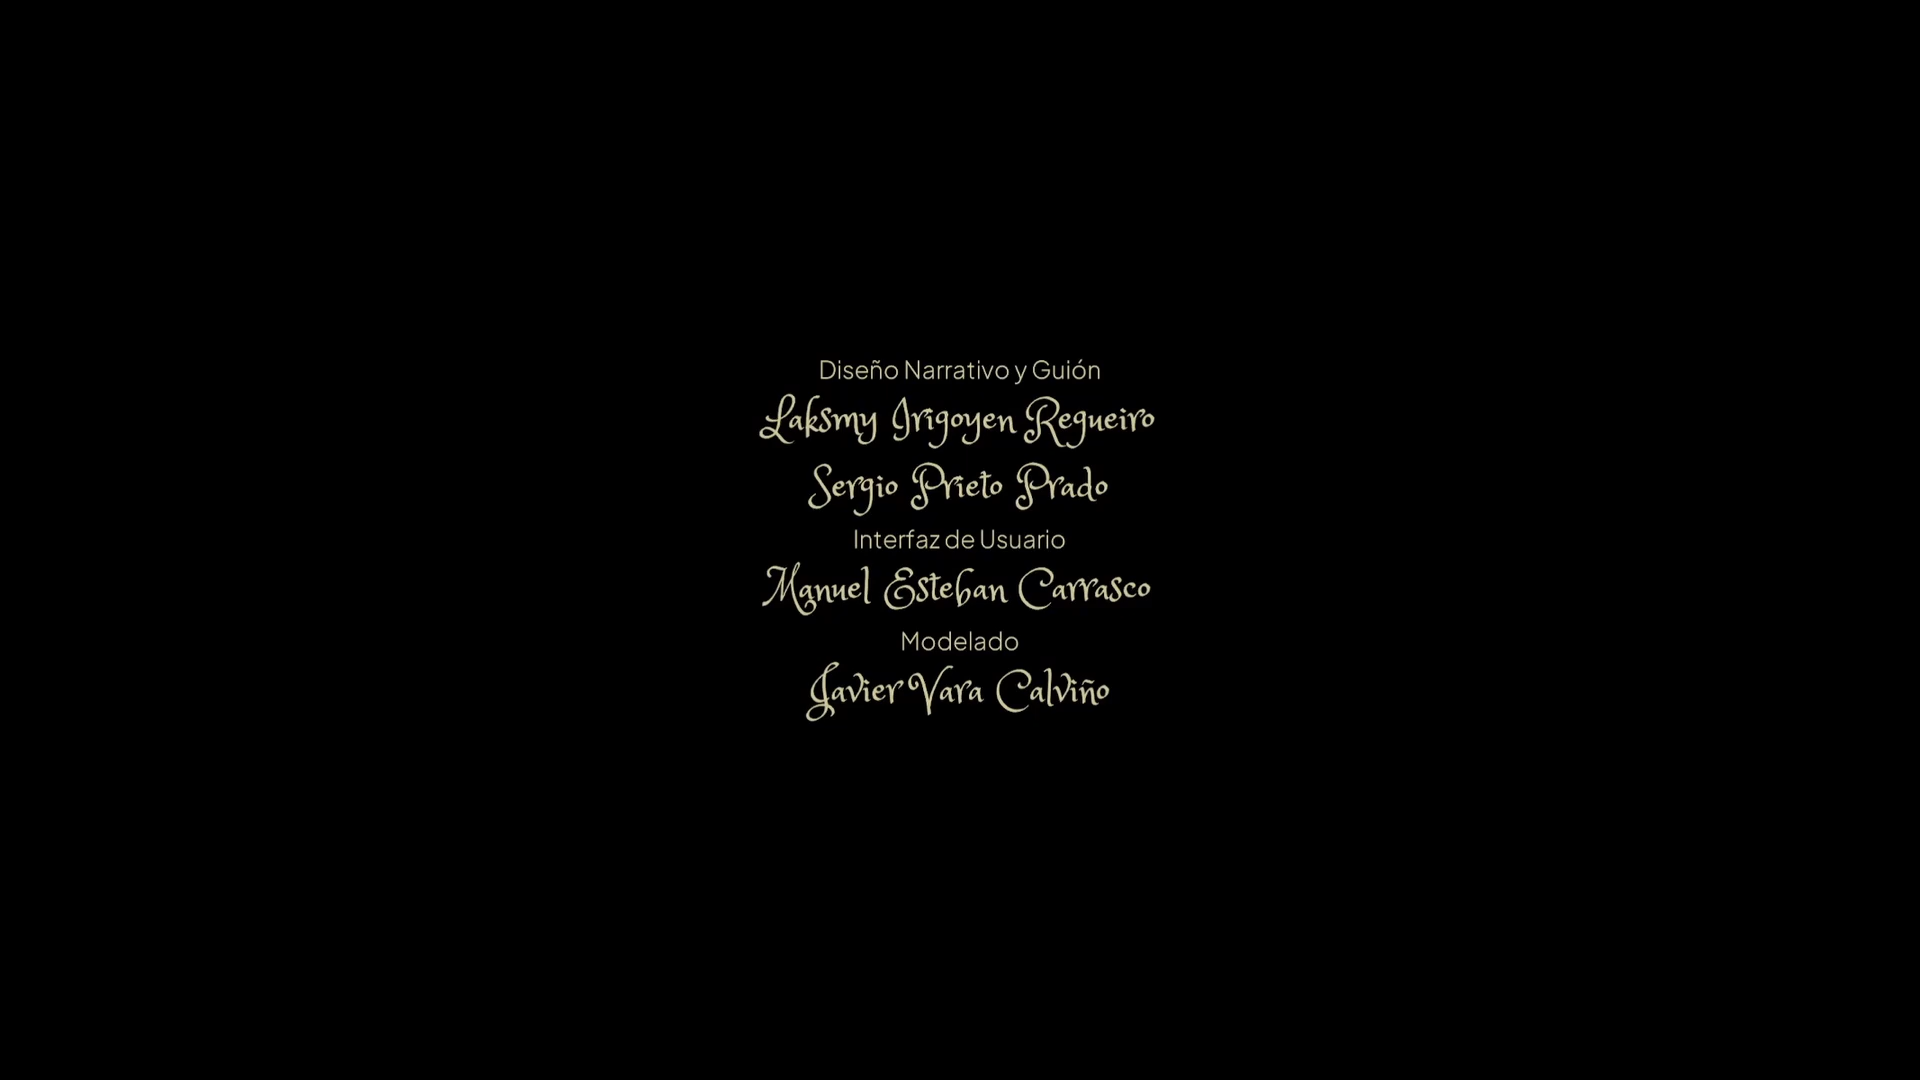 Diseño Narrativo y Guión
Laksmy Irigoyen Regueiro
Sergio Prieto Prado
Interfaz de Usuario
Manuel Esteban Carrasco
Modelado
Javier Vara Calviño